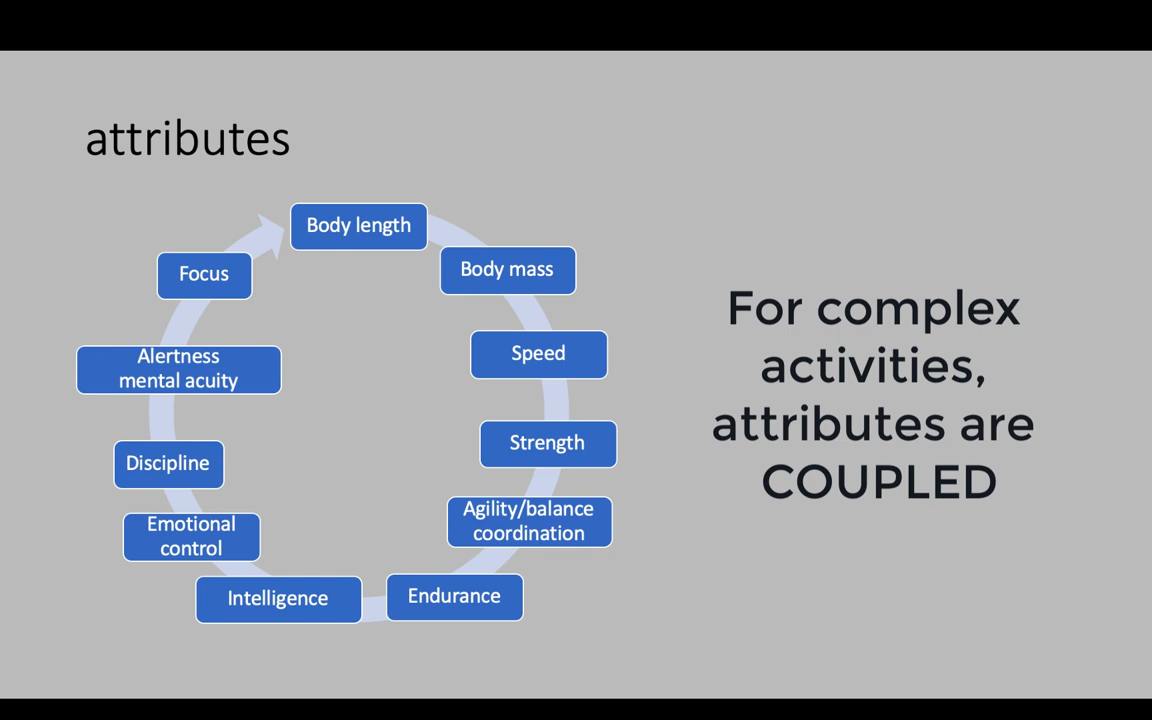 attributes
Body length
Body mass
Speed
Strength
Agility/balance
coordination
Endurance
Intelligence
Emotional
control
Discipline
Alertness
mental acuity
Focus
For complex
activities,
attributes are
COUPLED